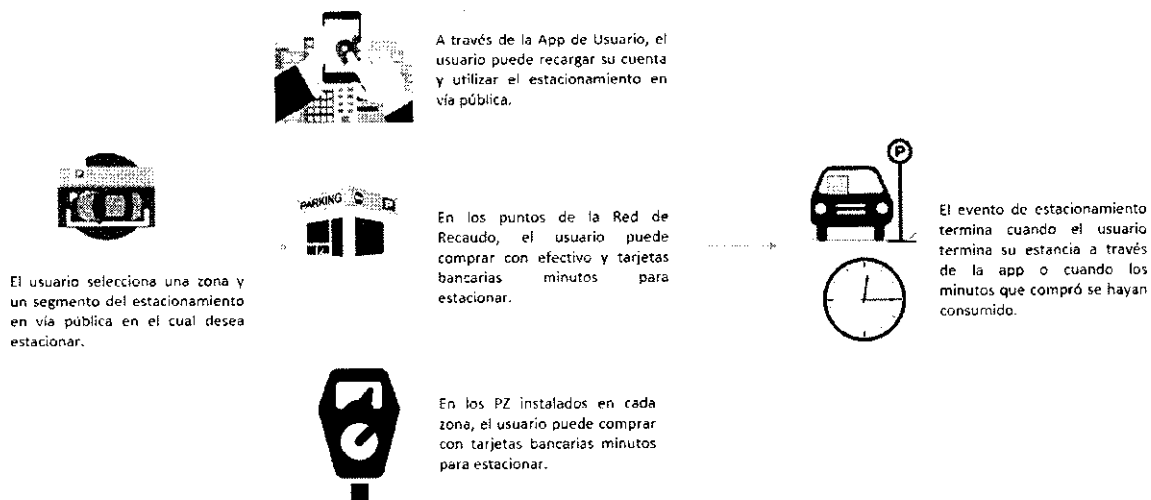 A través de la App de Usuario, el
usuario puede recargar su cuenta
y utilizar el estacionamiento en
vía pública.
El usuario selecciona una zona y
un segmento del estacionamiento
en vía pública en el cual desea
estacionar.
PARKING
P
En los puntos de la Red de
Recaudo, el usuario puede
comprar con efectivo y tarjetas
bancarias minutos para
estacionar.
En los PZ instalados en cada
zona, el usuario puede comprar
con tarjetas bancarias minutos
para estacionar.
P
El evento de estacionamiento
termina cuando el usuario
termina su estancia a través
de la app o cuando los
minutos que compró se hayan
consumido.